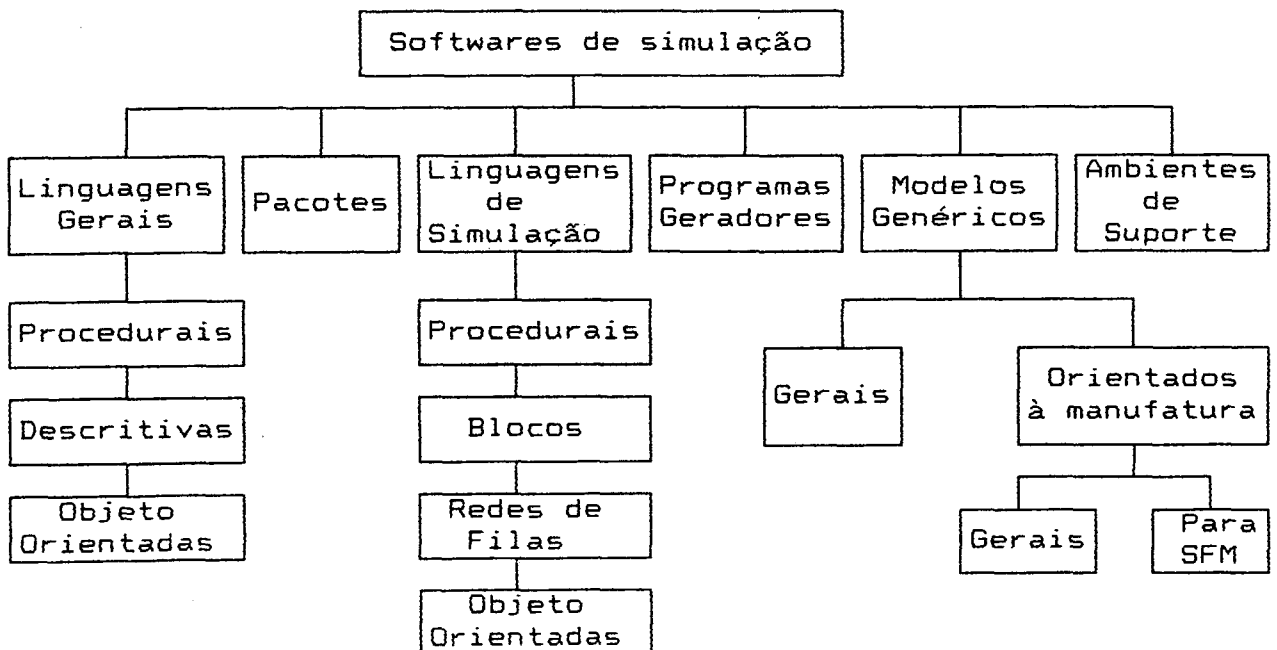 Softwares de simulação
Linguagens
Gerais
Pacotes
Linguagens
de
Simulação
Programas
Geradores
Modelos
Genéricos
Ambientes
de
Suporte
Procedurais
Descritivas
Objeto
Orientadas
Procedurais
Blocos
Redes de
Filas
Objeto
Orientadas
Gerais
Orientados
à manufatura
Gerais
Para
SFM